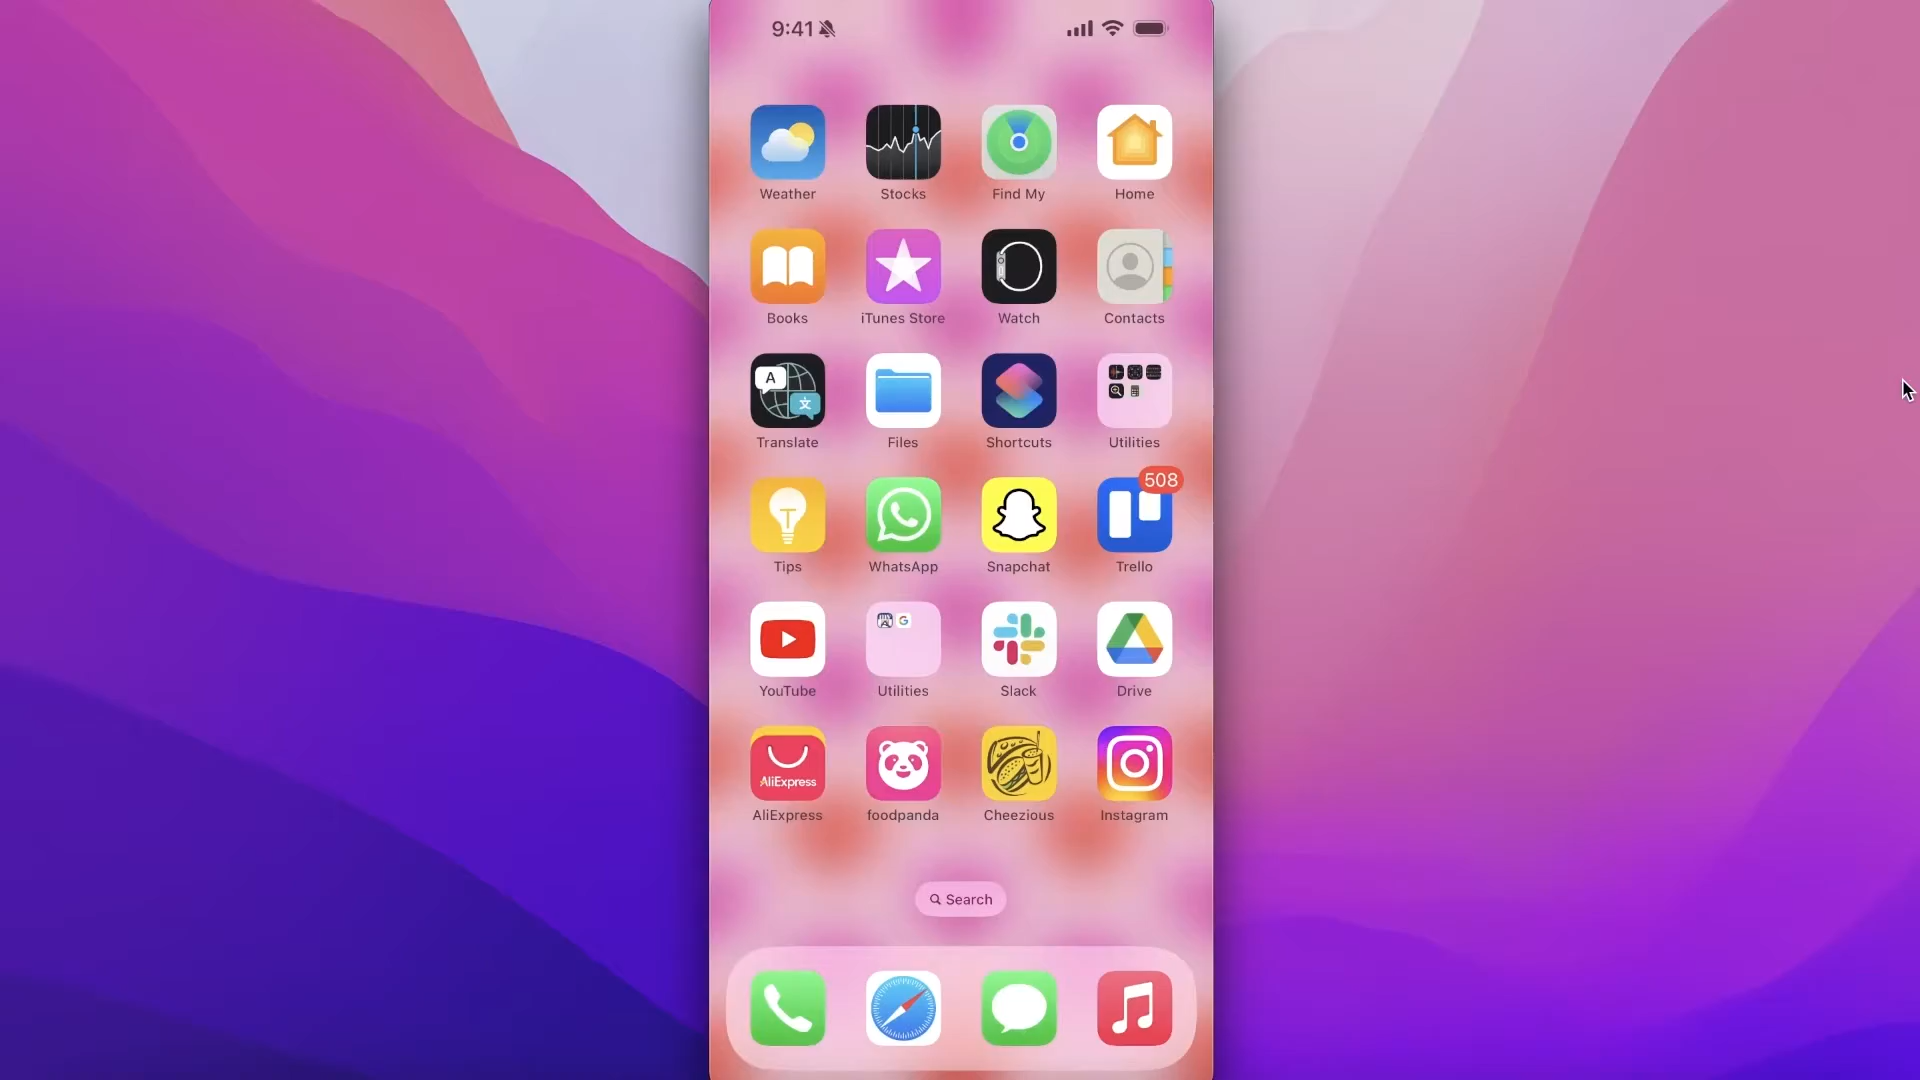 9:41
Weather Stocks Find My Home
Books iTunes Store Watch Contacts
A 文
Translate Files Shortcuts Utilities
508
Tips WhatsApp Snapchat Trello
G
YouTube Utilities Slack Drive
AliExpress
AliExpress foodpanda Cheezious Instagram
Search